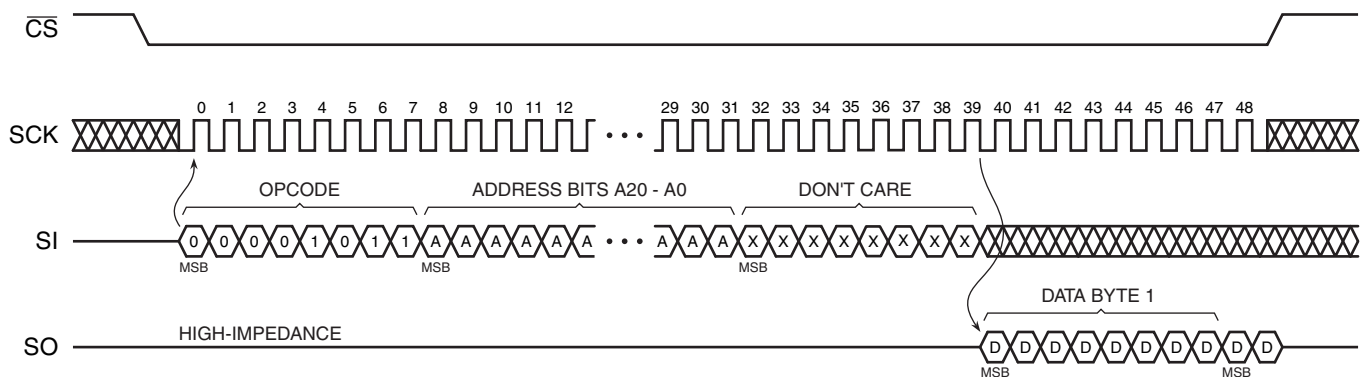 CS
0 1 2 3 4 5 6 7 8 9 10 11 12 29 30 31 32 33 34 35 36 37 38 39 40 41 42 43 44 45 46 47 48
SCK
OPCODE ADDRESS BITS A20 - A0 DON'T CARE
SI 0 0 0 0 1 0 1 1 A A A A A A A A A X X X X X X X X
MSB MSB MSB
DATA BYTE 1
HIGH-IMPEDANCE
SO D D D D D D D D D D
MSB MSB